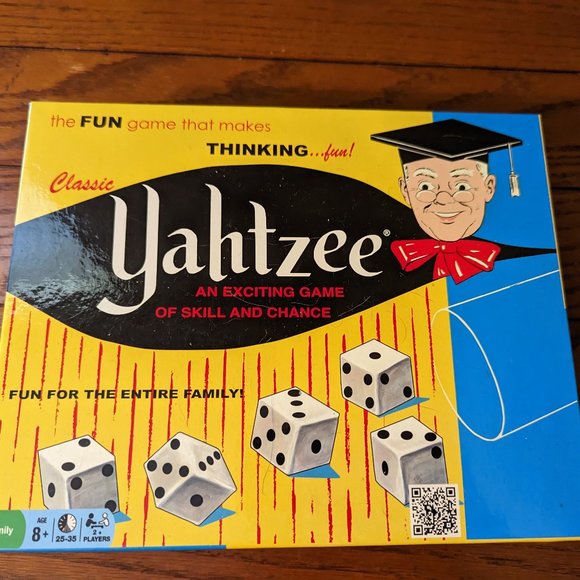 the FUN game that makes
THINKING...fun!
Classic
Yahtzee®
AN EXCITING GAME
OF SKILL AND CHANCE
FUN FOR THE ENTIRE FAMILY!
mily
AGE
8+
25-35
2+
PLAYERS